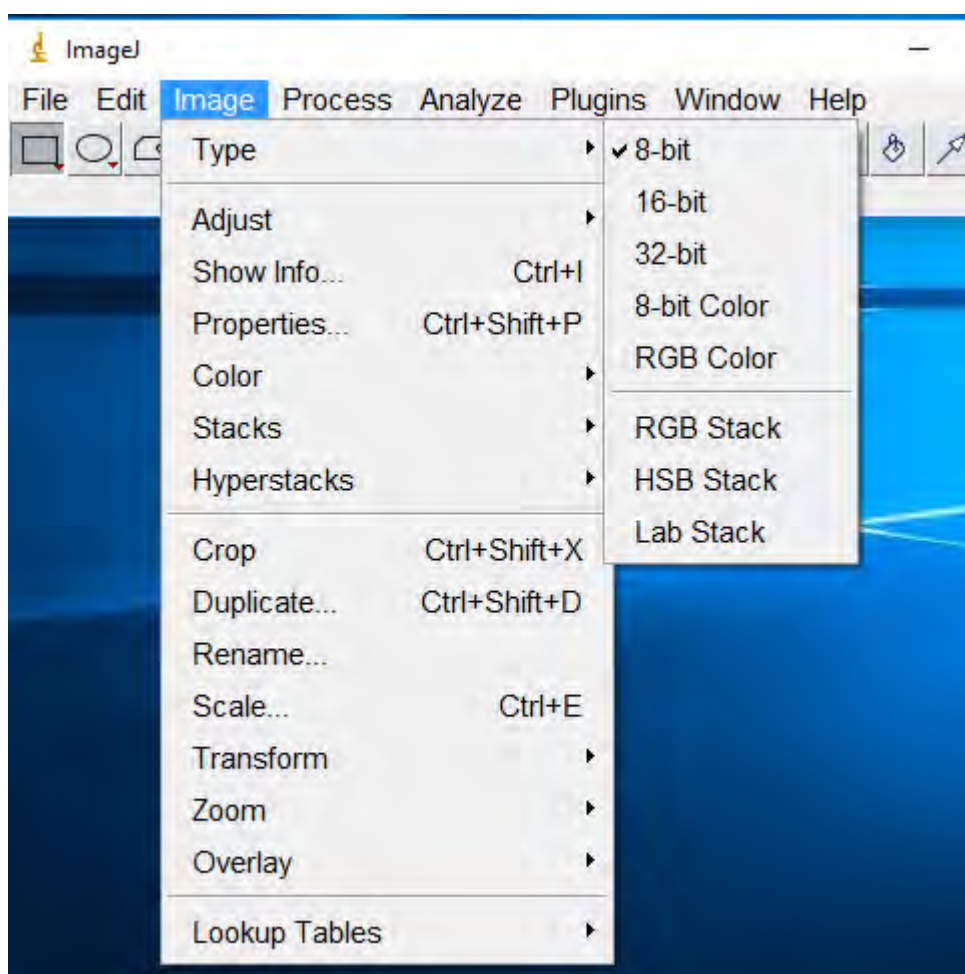 ImageJ
File Edit Image Process Analyze Plugins Window Help
Type
Adjust
Show Info... Ctrl+I
Properties... Ctrl+Shift+P
Color
Stacks
Hyperstacks
Crop Ctrl+Shift+X
Duplicate... Ctrl+Shift+D
Rename...
Scale... Ctrl+E
Transform
Zoom
Overlay
Lookup Tables
8-bit
16-bit
32-bit
8-bit Color
RGB Color
RGB Stack
HSB Stack
Lab Stack